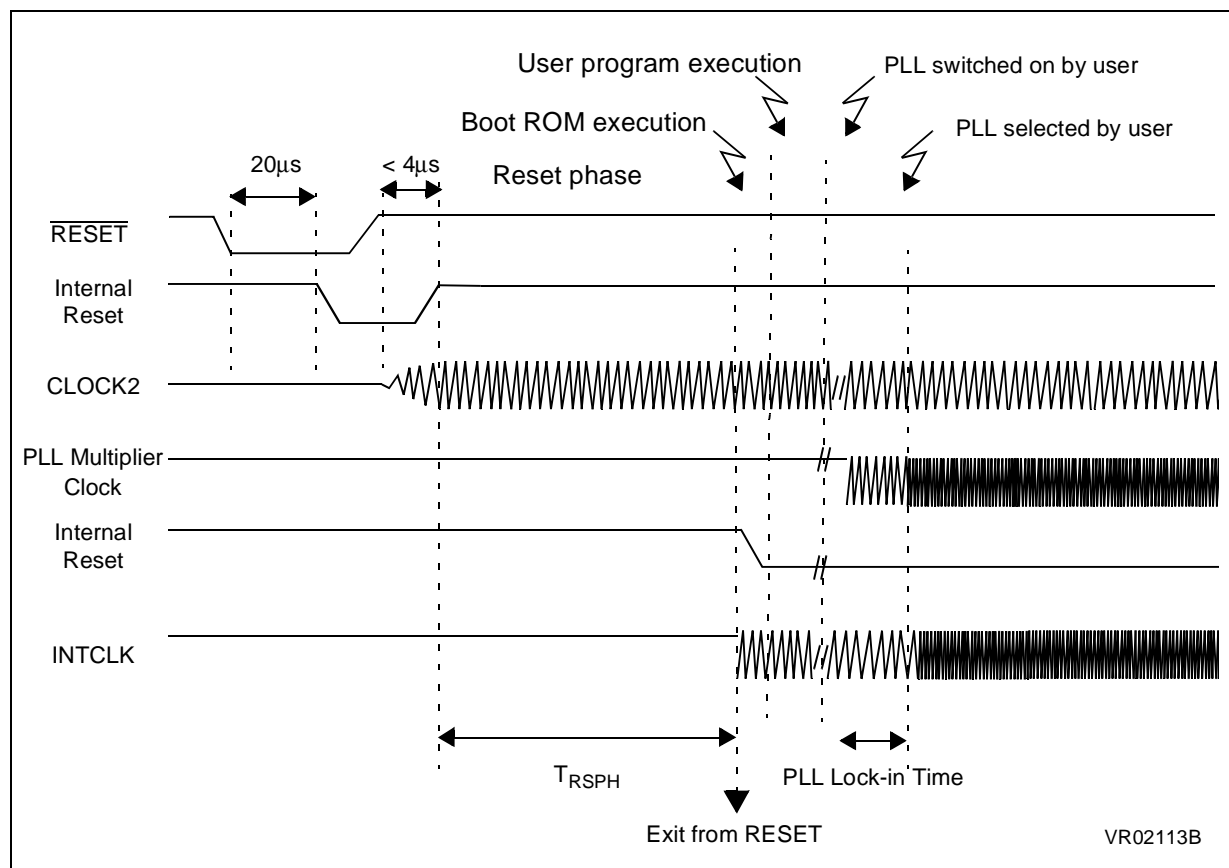 User program execution
PLL switched on by user
Boot ROM execution
PLL selected by user
20μs
< 4μs
Reset phase
RESET
Internal
Reset
CLOCK2
PLL Multiplier
Clock
Internal
Reset
INTCLK
TRSPH
PLL Lock-in Time
Exit from RESET
VR02113B